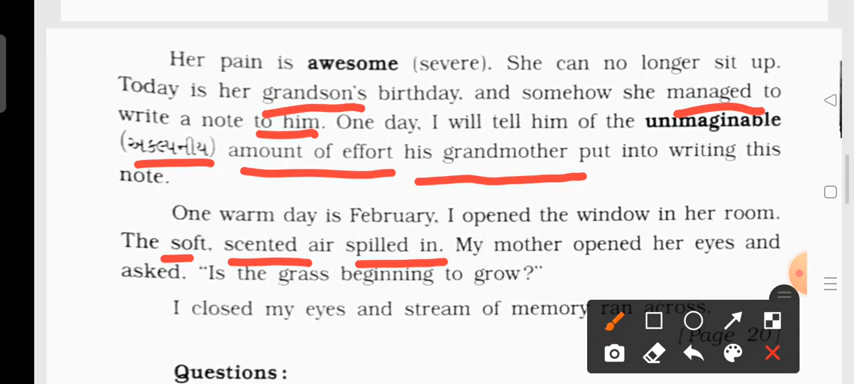 Her pain is awesome (severe). She can no longer sit up.
Today is her grandson's birthday, and somehow she managed to
write a note to him. One day, I will tell him of the unimaginable
(અકલ્પનીય) amount of effort his grandmother put into writing this
note.
One warm day is February, I opened the window in her room.
The soft, scented air spilled in. My mother opened her eyes and
asked, "Is the grass beginning to grow?"
I closed my eyes and stream of memory ran across.
[Page 20]
Questions: